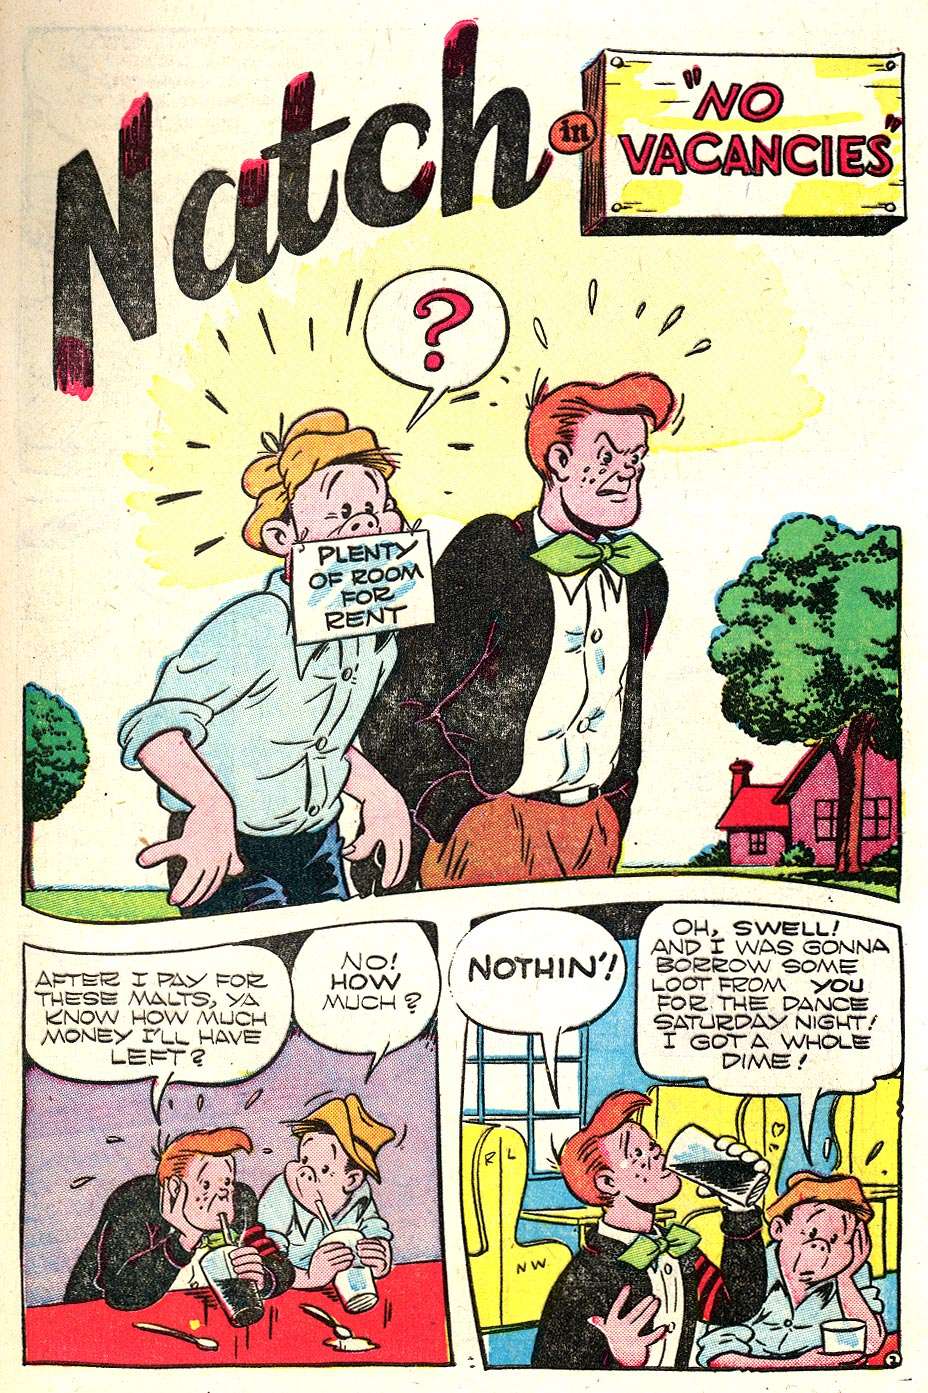 Natch
in
"NO
VACANCIES"
?
PLENTY
OF ROOM
FOR
RENT
AFTER I PAY FOR
THESE MALTS, YA
KNOW HOW MUCH
MONEY I'LL HAVE
LEFT?
NO!
HOW
MUCH?
NOTHIN'!
OH, SWELL!
AND I WAS GONNA
BORROW SOME
LOOT FROM YOU
FOR THE DANCE
SATURDAY NIGHT!
I GOT A WHOLE
DIME!
R L
N.W.